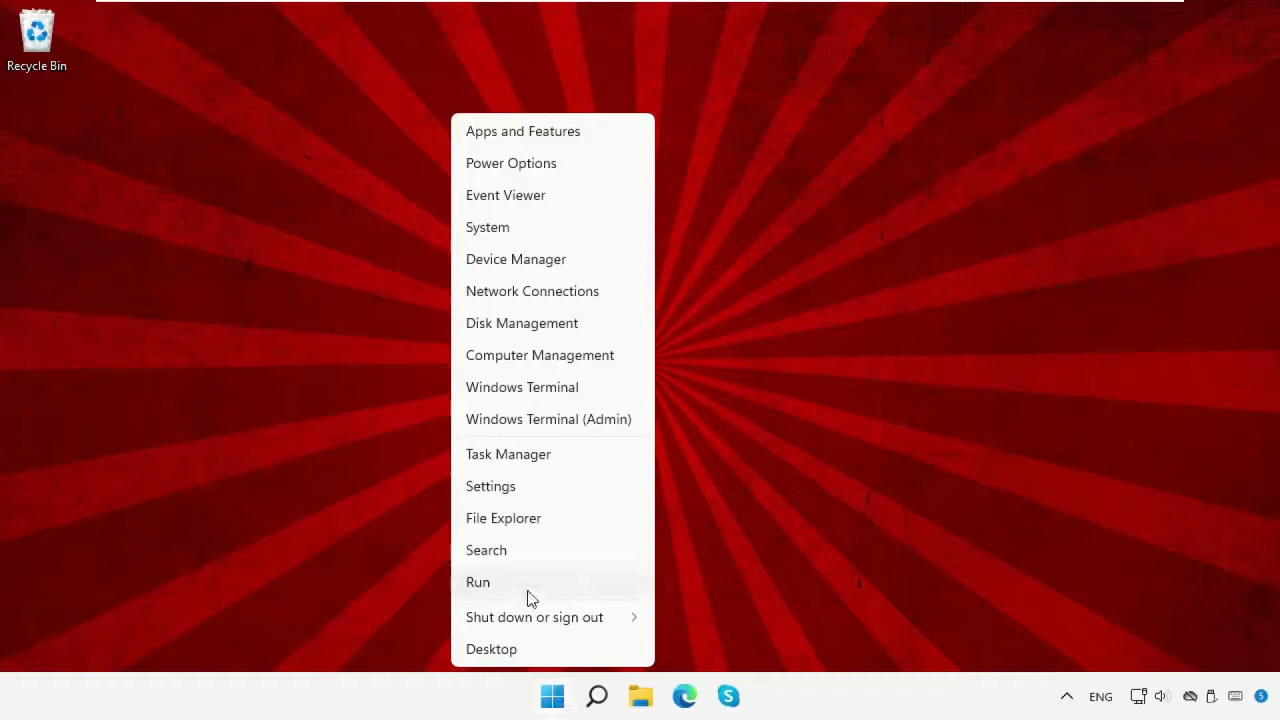 Recycle Bin
Apps and Features
Power Options
Event Viewer
System
Device Manager
Network Connections
Disk Management
Computer Management
Windows Terminal
Windows Terminal (Admin)
Task Manager
Settings
File Explorer
Search
Run
Shut down or sign out
Desktop
ENG
5